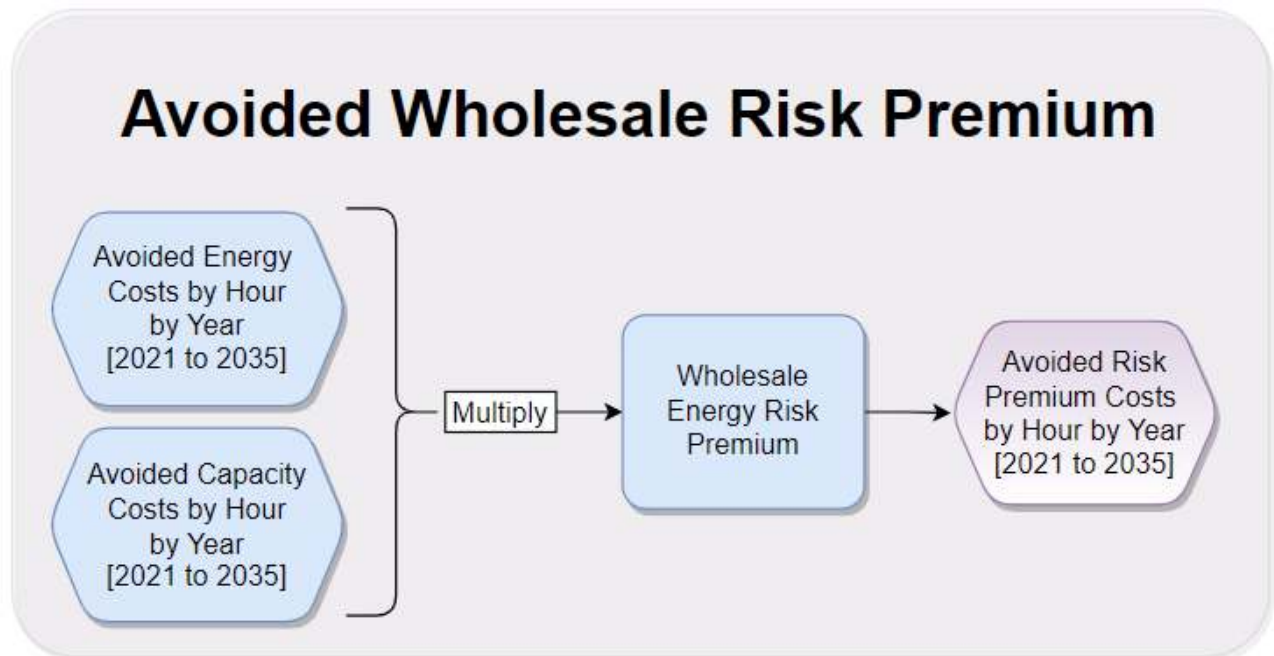 Avoided Wholesale Risk Premium
Avoided Energy
Costs by Hour
by Year
[2021 to 2035]
Avoided Capacity
Costs by Hour
by Year
[2021 to 2035]
Multiply
Wholesale
Energy Risk
Premium
Avoided Risk
Premium Costs
by Hour by Year
[2021 to 2035]